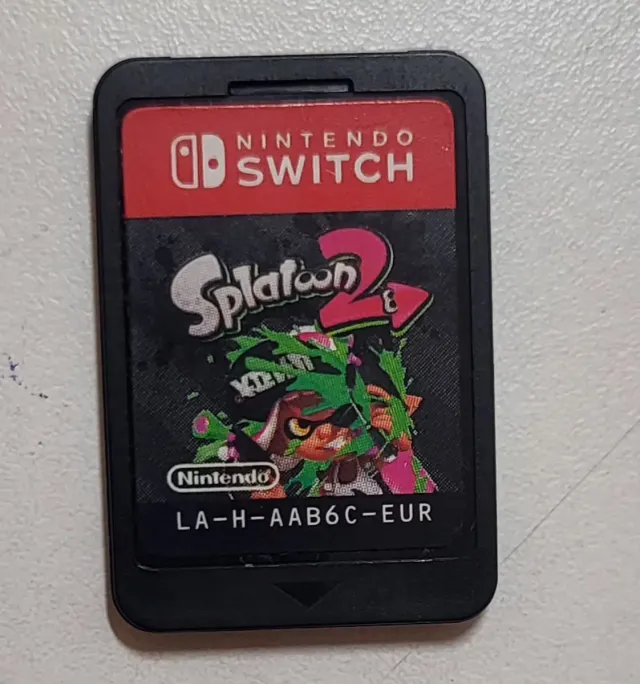 NINTENDO
SWITCH
Splatoon 2
Nintendo
LA-H-AAB6C-EUR